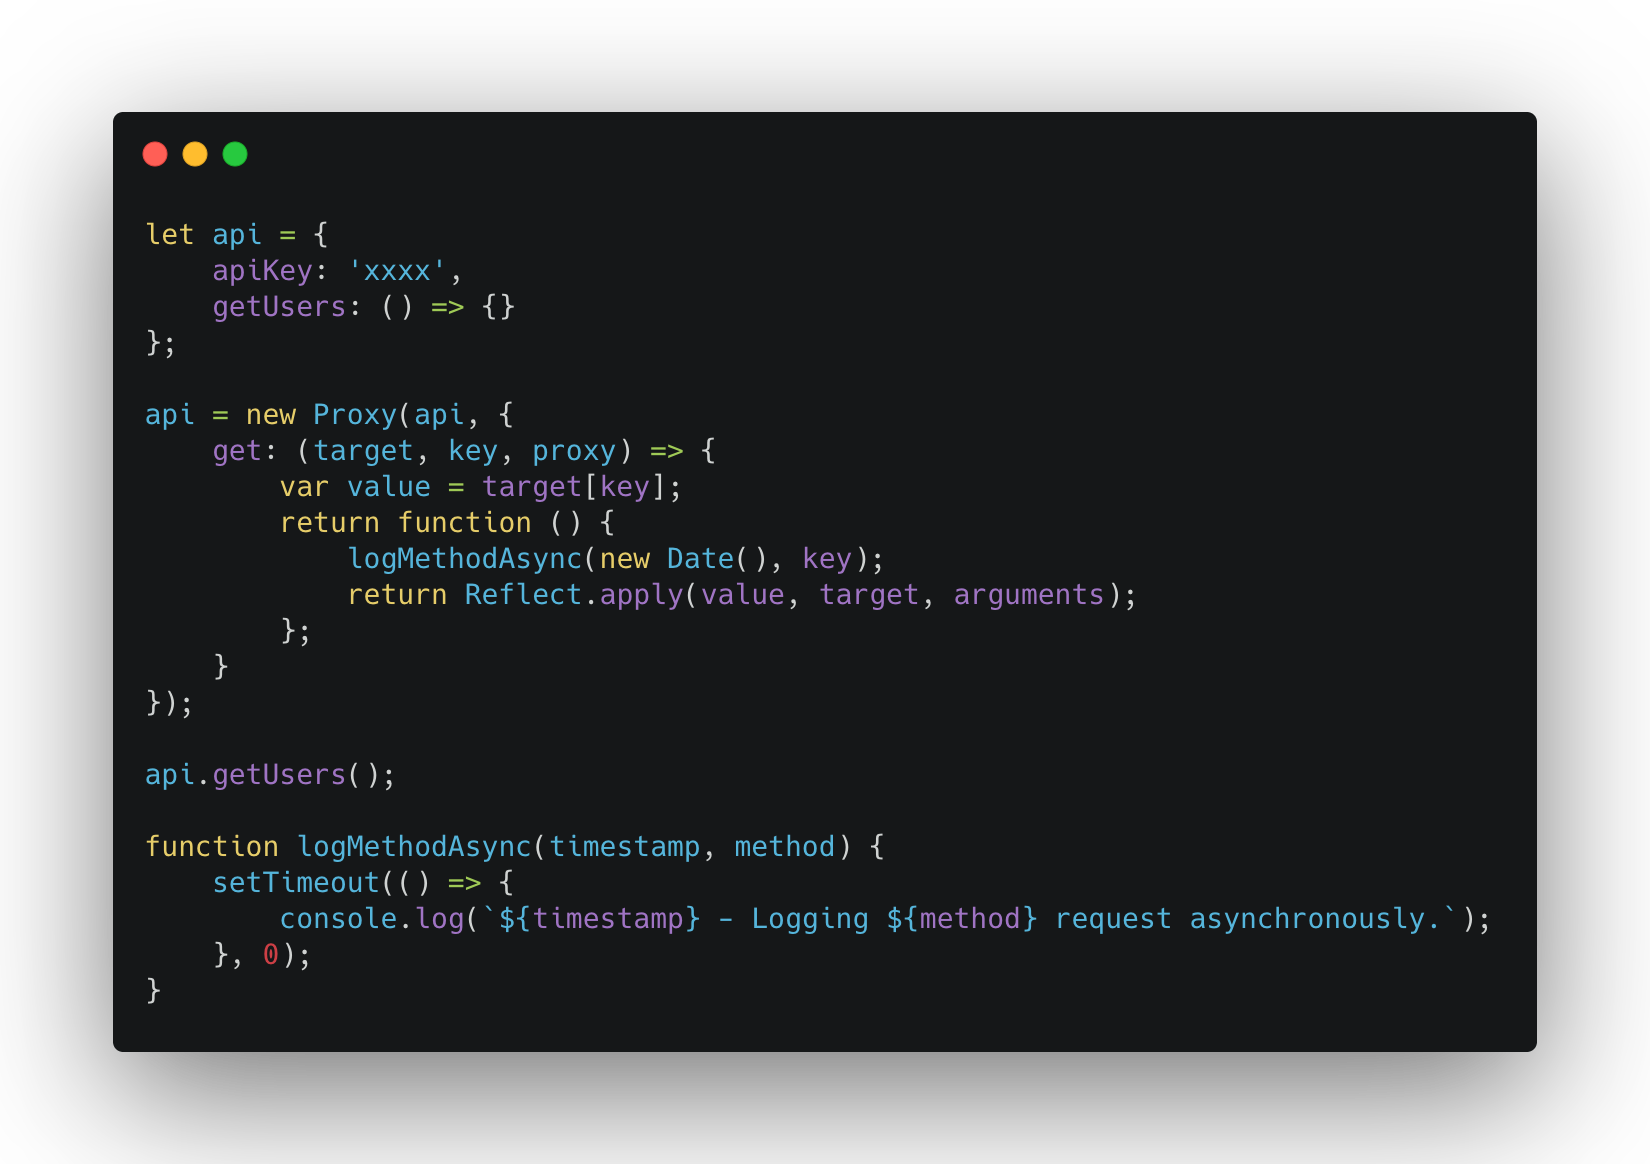 let api = {
    apiKey: 'xxxx',
    getUsers: () => {}
};

api = new Proxy(api, {
    get: (target, key, proxy) => {
        var value = target[key];
        return function () {
            logMethodAsync(new Date(), key);
            return Reflect.apply(value, target, arguments);
        };
    }
});

api.getUsers();

function logMethodAsync(timestamp, method) {
    setTimeout(() => {
        console.log(`${timestamp} - Logging ${method} request asynchronously.`);
    }, 0);
}